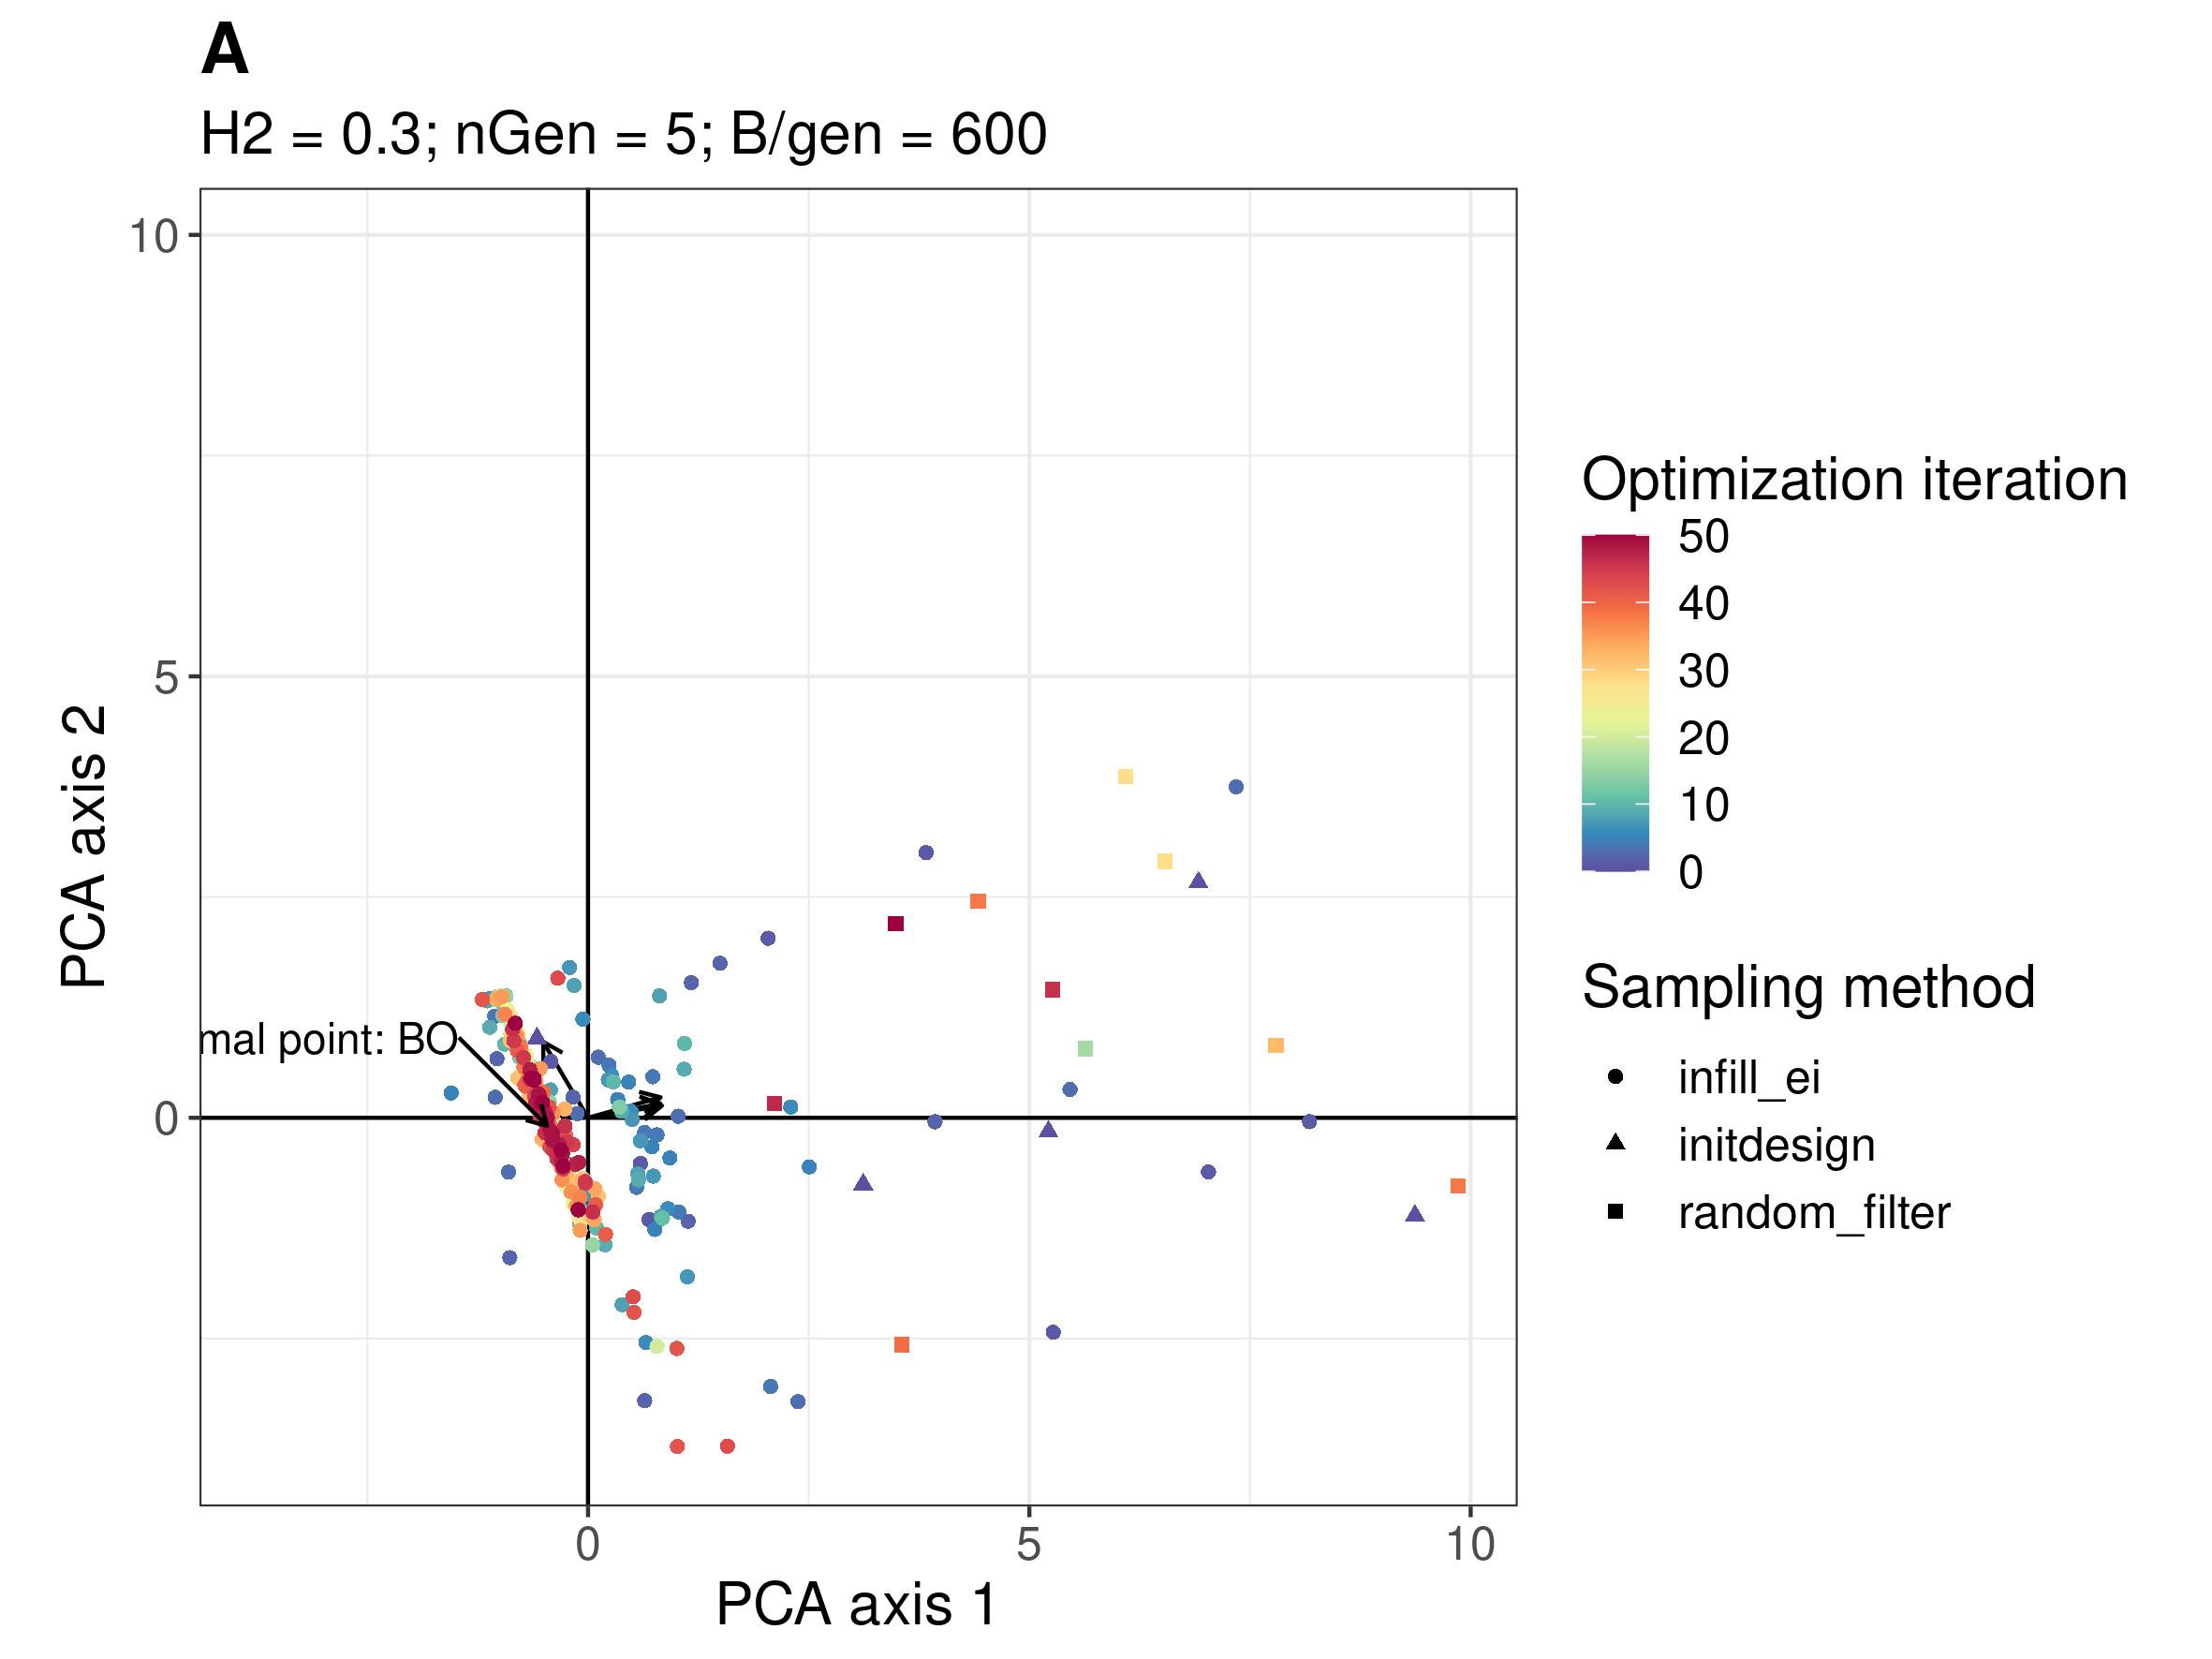 A
H2 = 0.3; nGen = 5; B/gen = 600
10
5
0
PCA axis 2
mal point: BO
0
5
10
PCA axis 1
Optimization iteration
50
40
30
20
10
0
Sampling method
infill_ei
initdesign
random_filter